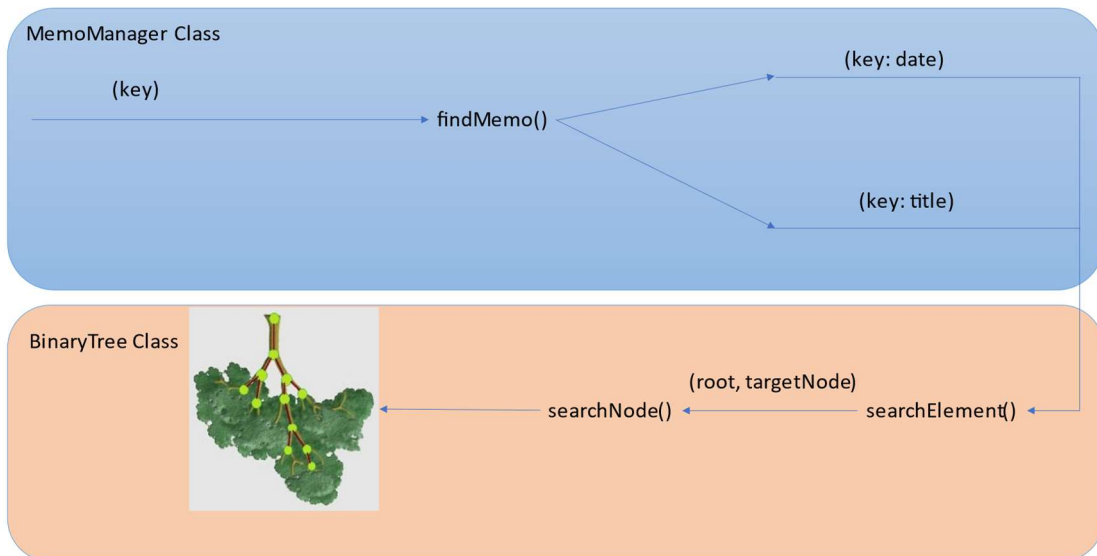 MemoManager Class
(key)
findMemo()
(key: date)
(key: title)
BinaryTree Class
(root, targetNode)
searchNode()
searchElement()